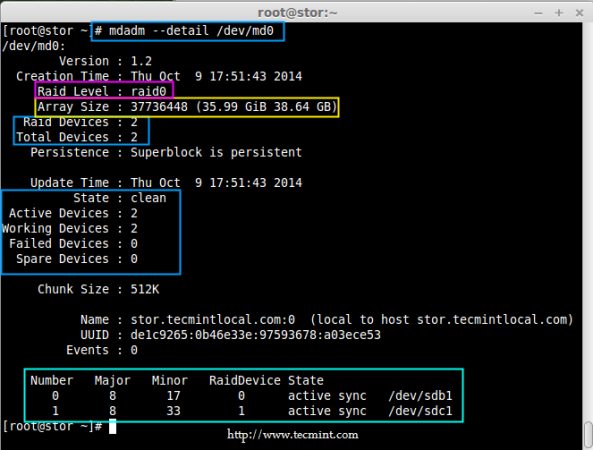 root@stor:~
[root@stor ~]# mdadm --detail /dev/md0
/dev/md0:
Version : 1.2
Creation Time : Thu Oct 9 17:51:43 2014
Raid Level : raid0
Array Size : 37736448 (35.99 GiB 38.64 GB)
Raid Devices : 2
Total Devices : 2
Persistence : Superblock is persistent
Update Time : Thu Oct 9 17:51:43 2014
State : clean
Active Devices : 2
Working Devices : 2
Failed Devices : 0
Spare Devices : 0
Chunk Size : 512K
Name : stor.tecmintlocal.com:0 (local to host stor.tecmintlocal.com)
UUID : de1c9265:0b46e33e:97593678:a03ece53
Events : 0
Number Major Minor RaidDevice State
0 8 17 0 active sync /dev/sdb1
1 8 33 1 active sync /dev/sdc1
[root@stor ~]#
http://www.tecmint.com